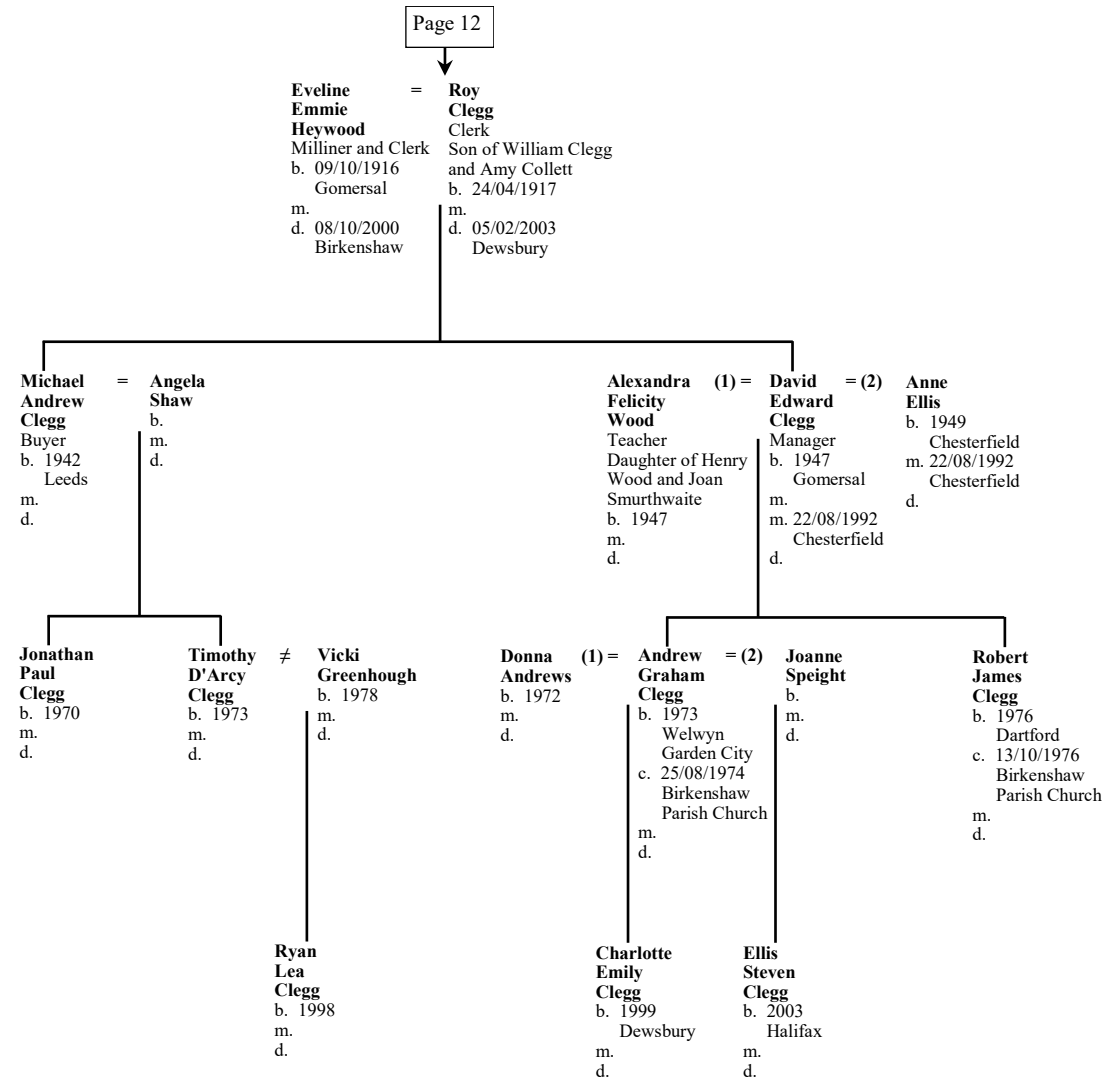 Page 12
Eveline = Roy
Emmie Clegg
Heywood Clerk
Milliner and Clerk Son of William Clegg
b. 09/10/1916 and Amy Collett
Gomersal b. 24/04/1917
m. m.
d. 08/10/2000 d. 05/02/2003
Birkenshaw Dewsbury
Michael = Angela
Andrew Shaw
Clegg b.
Buyer m.
b. 1942 d.
Leeds
m.
d.
Alexandra (1) = David = (2) Anne
Felicity Edward Ellis
Wood Clegg b. 1949
Teacher Manager Chesterfield
Daughter of Henry b. 1947 m. 22/08/1992
Wood and Joan Gomersal Chesterfield
Smurthwaite m. d.
b. 1947 m. 22/08/1992
m. Chesterfield
d. d.
Jonathan
Paul
Clegg
b. 1970
m.
d.
Timothy ≠ Vicki
D'Arcy Greenhough
Clegg b. 1978
b. 1973 m.
m. d.
d.
Donna (1) = Andrew = (2) Joanne
Andrews Graham Speight
b. 1972 Clegg b.
m. b. 1973 m.
d. Welwyn d.
Garden City
c. 25/08/1974
Birkenshaw
Parish Church
m.
d.
Robert
James
Clegg
b. 1976
Dartford
c. 13/10/1976
Birkenshaw
Parish Church
m.
d.
Ryan
Lea
Clegg
b. 1998
m.
d.
Charlotte
Emily
Clegg
b. 1999
Dewsbury
m.
d.
Ellis
Steven
Clegg
b. 2003
Halifax
m.
d.